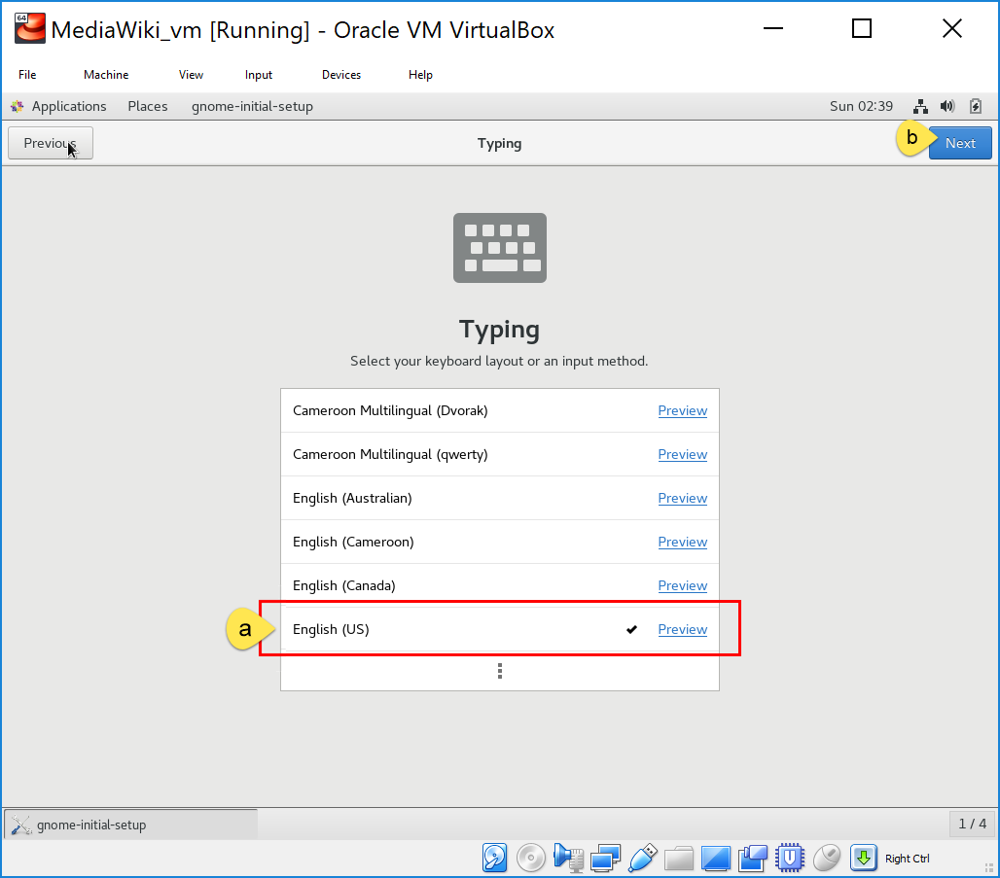 64
MediaWiki_vm [Running] - Oracle VM VirtualBox
File Machine View Input Devices Help
Applications Places gnome-initial-setup Sun 02:39
Previous Typing b Next
Typing
Select your keyboard layout or an input method.
Cameroon Multilingual (Dvorak) Preview
Cameroon Multilingual (qwerty) Preview
English (Australian) Preview
English (Cameroon) Preview
English (Canada) Preview
a English (US) Preview
gnome-initial-setup 1 / 4
Right Ctrl